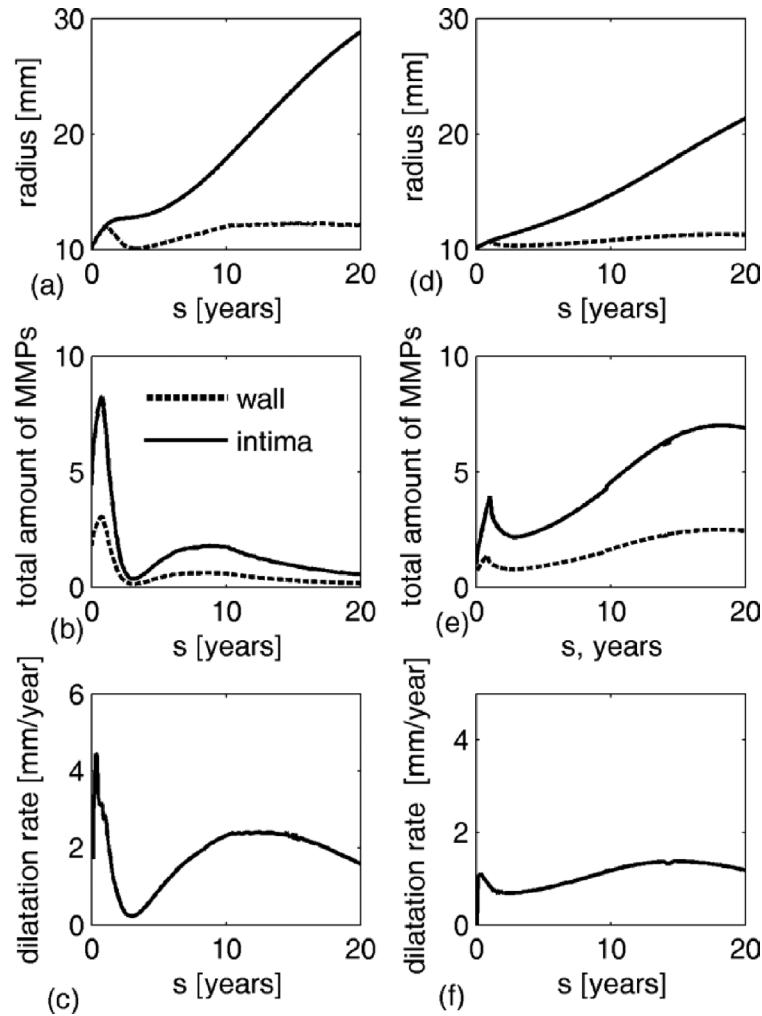 30
20
10
radius [mm]
0
10
20
(a)
s [years]
30
20
10
radius [mm]
0
10
20
(d)
s [years]
10
5
0
total amount of MMPs
wall
intima
0
10
20
(b)
s [years]
10
5
0
total amount of MMPs
0
10
20
(e)
s, years
6
4
2
0
dilatation rate [mm/year]
0
10
20
(c)
s [years]
4
2
0
dilatation rate [mm/year]
0
10
20
(f)
s [years]